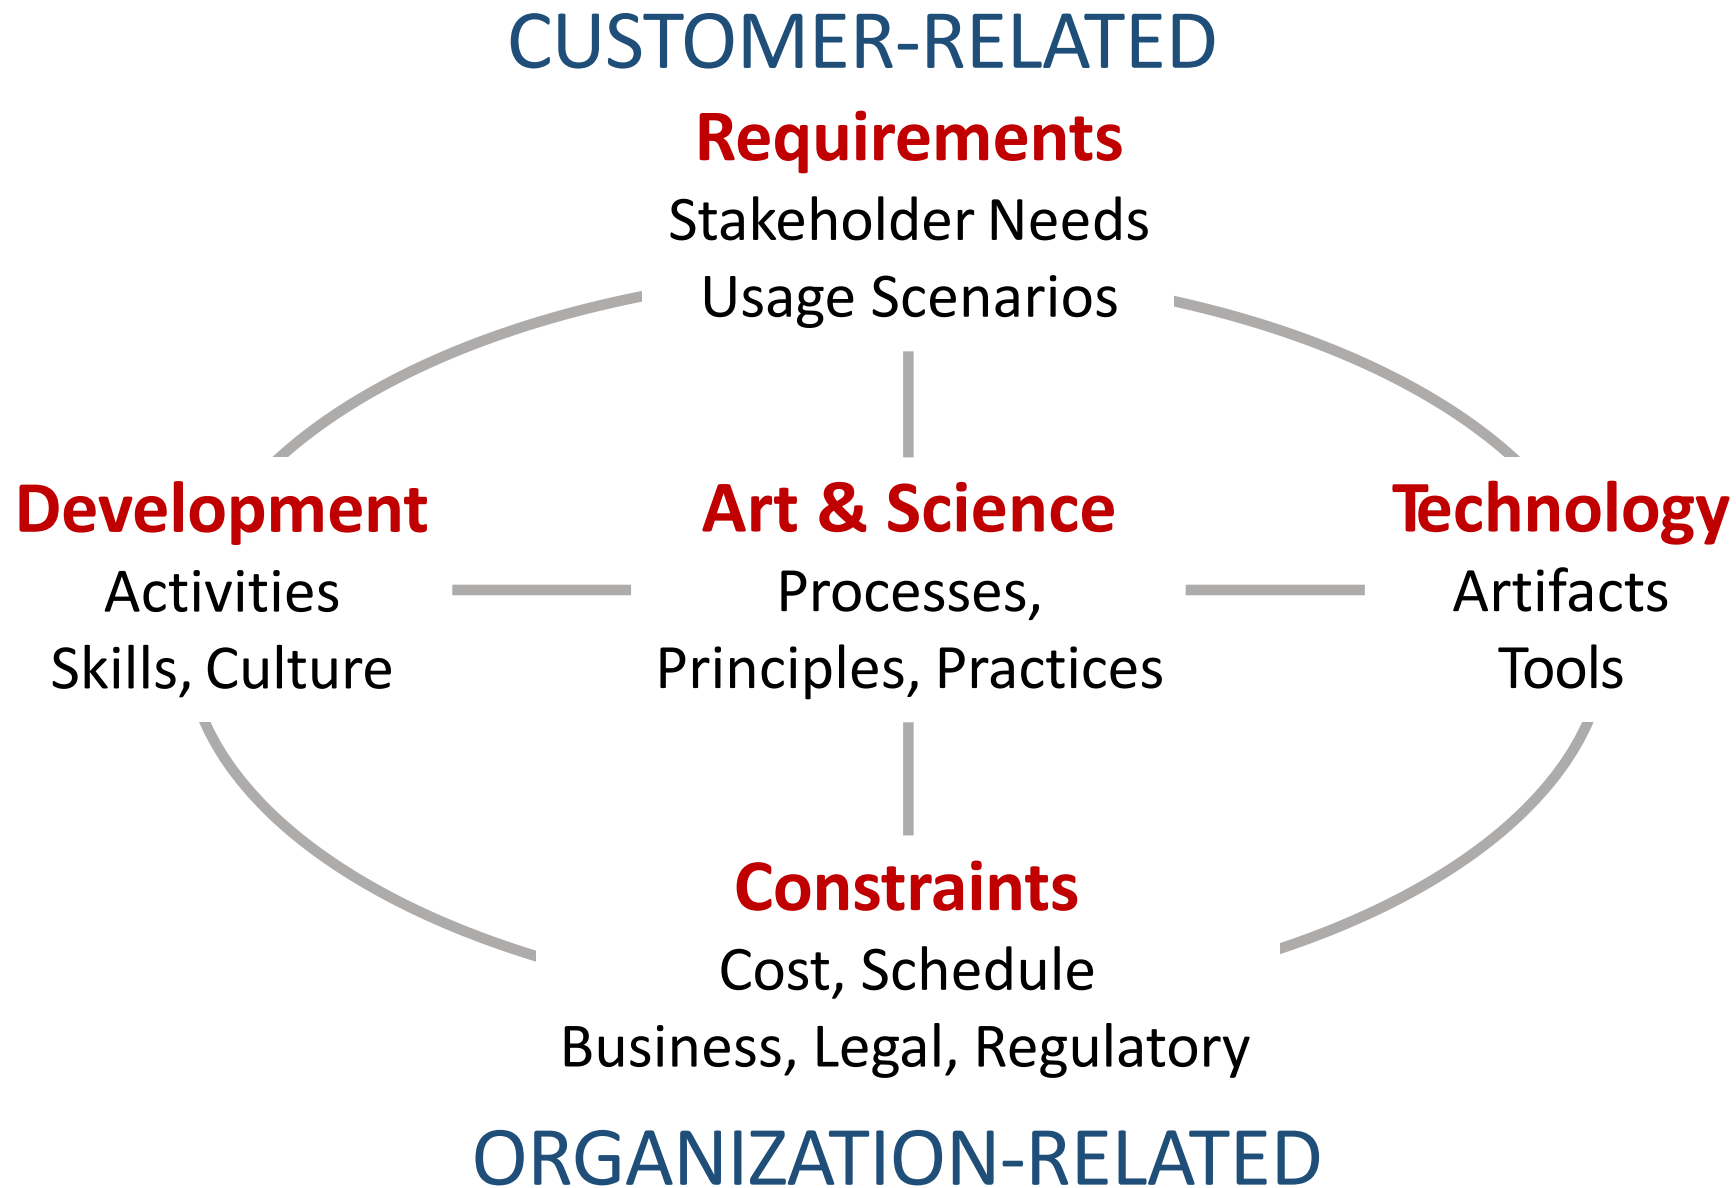 CUSTOMER-RELATED
Requirements
Stakeholder Needs
Usage Scenarios
Development
Activities
Skills, Culture
Art & Science
Processes,
Principles, Practices
Technology
Artifacts
Tools
Constraints
Cost, Schedule
Business, Legal, Regulatory
ORGANIZATION-RELATED